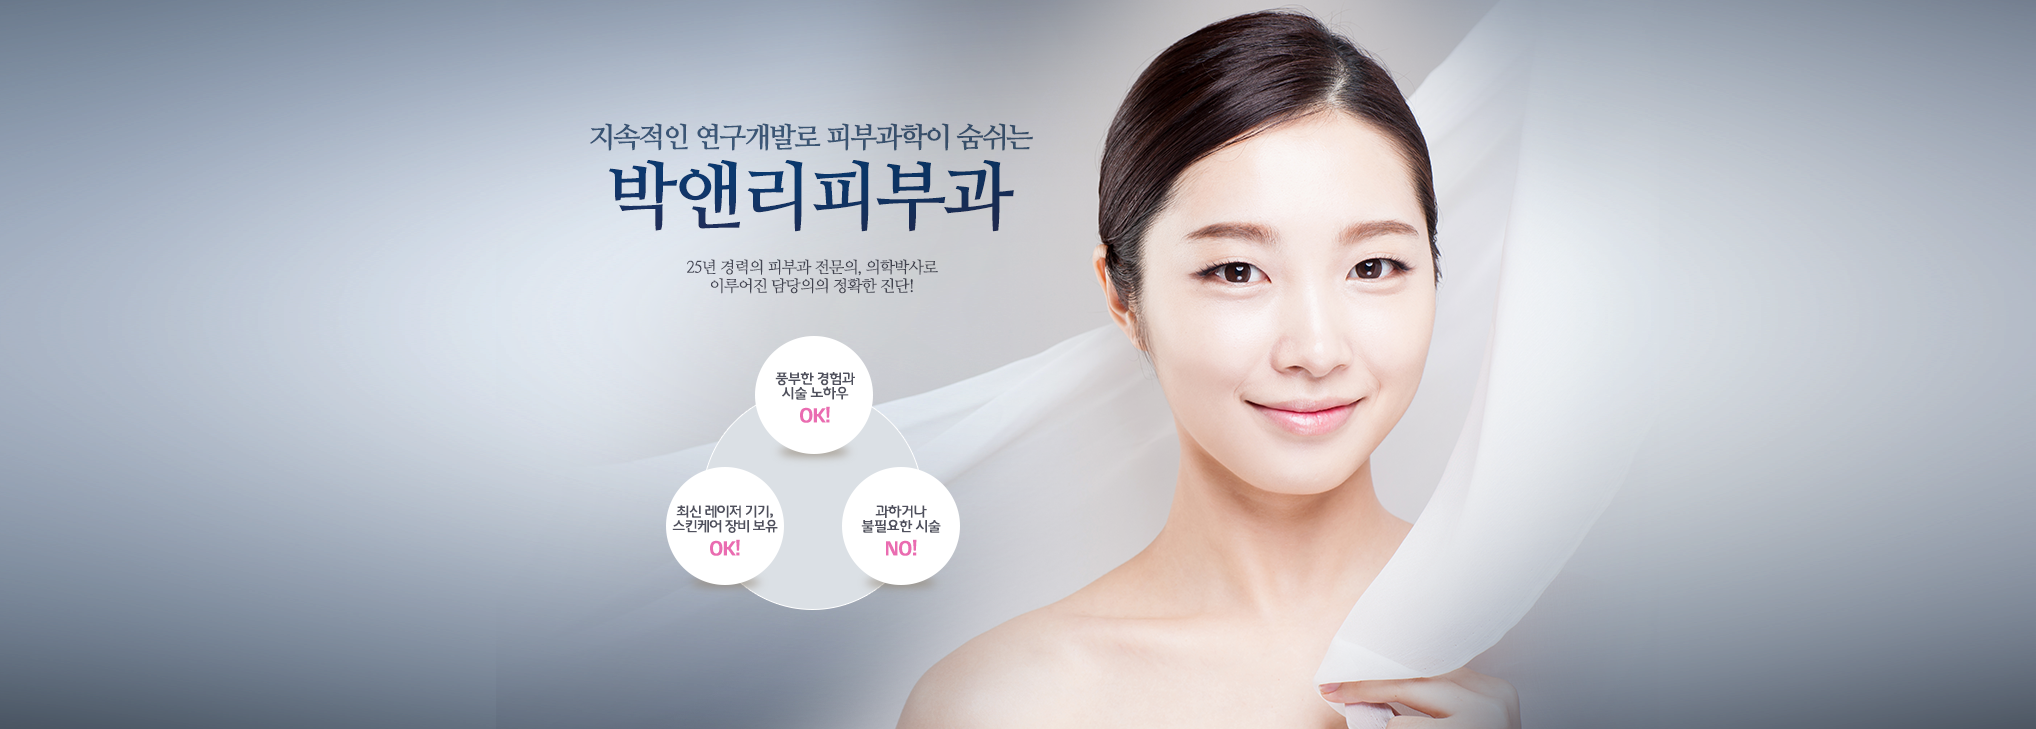 지속적인 연구개발로 피부과학이 숨쉬는
박앤리피부과
25년 경력의 피부과 전문의, 의학박사로
이루어진 담당의의 정확한 진단!
풍부한 경험과
시술 노하우
OK!
최신 레이저 기기,
스킨케어 장비 보유
OK!
과하거나
불필요한 시술
NO!